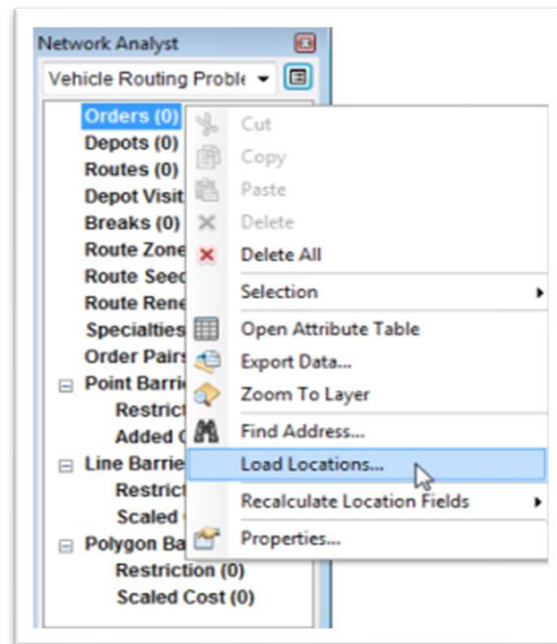 Network Analyst
Vehicle Routing Proble
Orders (0)
Depots (0)
Routes (0)
Depot Visit
Breaks (0)
Route Zone
Route Seed
Route Rene
Specialties
Order Pairs
Point Barri
Restrict
Added C
Line Barrie
Restrict
Scaled
Polygon Ba
Restriction (0)
Scaled Cost (0)
Cut
Copy
Paste
Delete
Delete All
Selection
Open Attribute Table
Export Data...
Zoom To Layer
Find Address...
Load Locations...
Recalculate Location Fields
Properties...